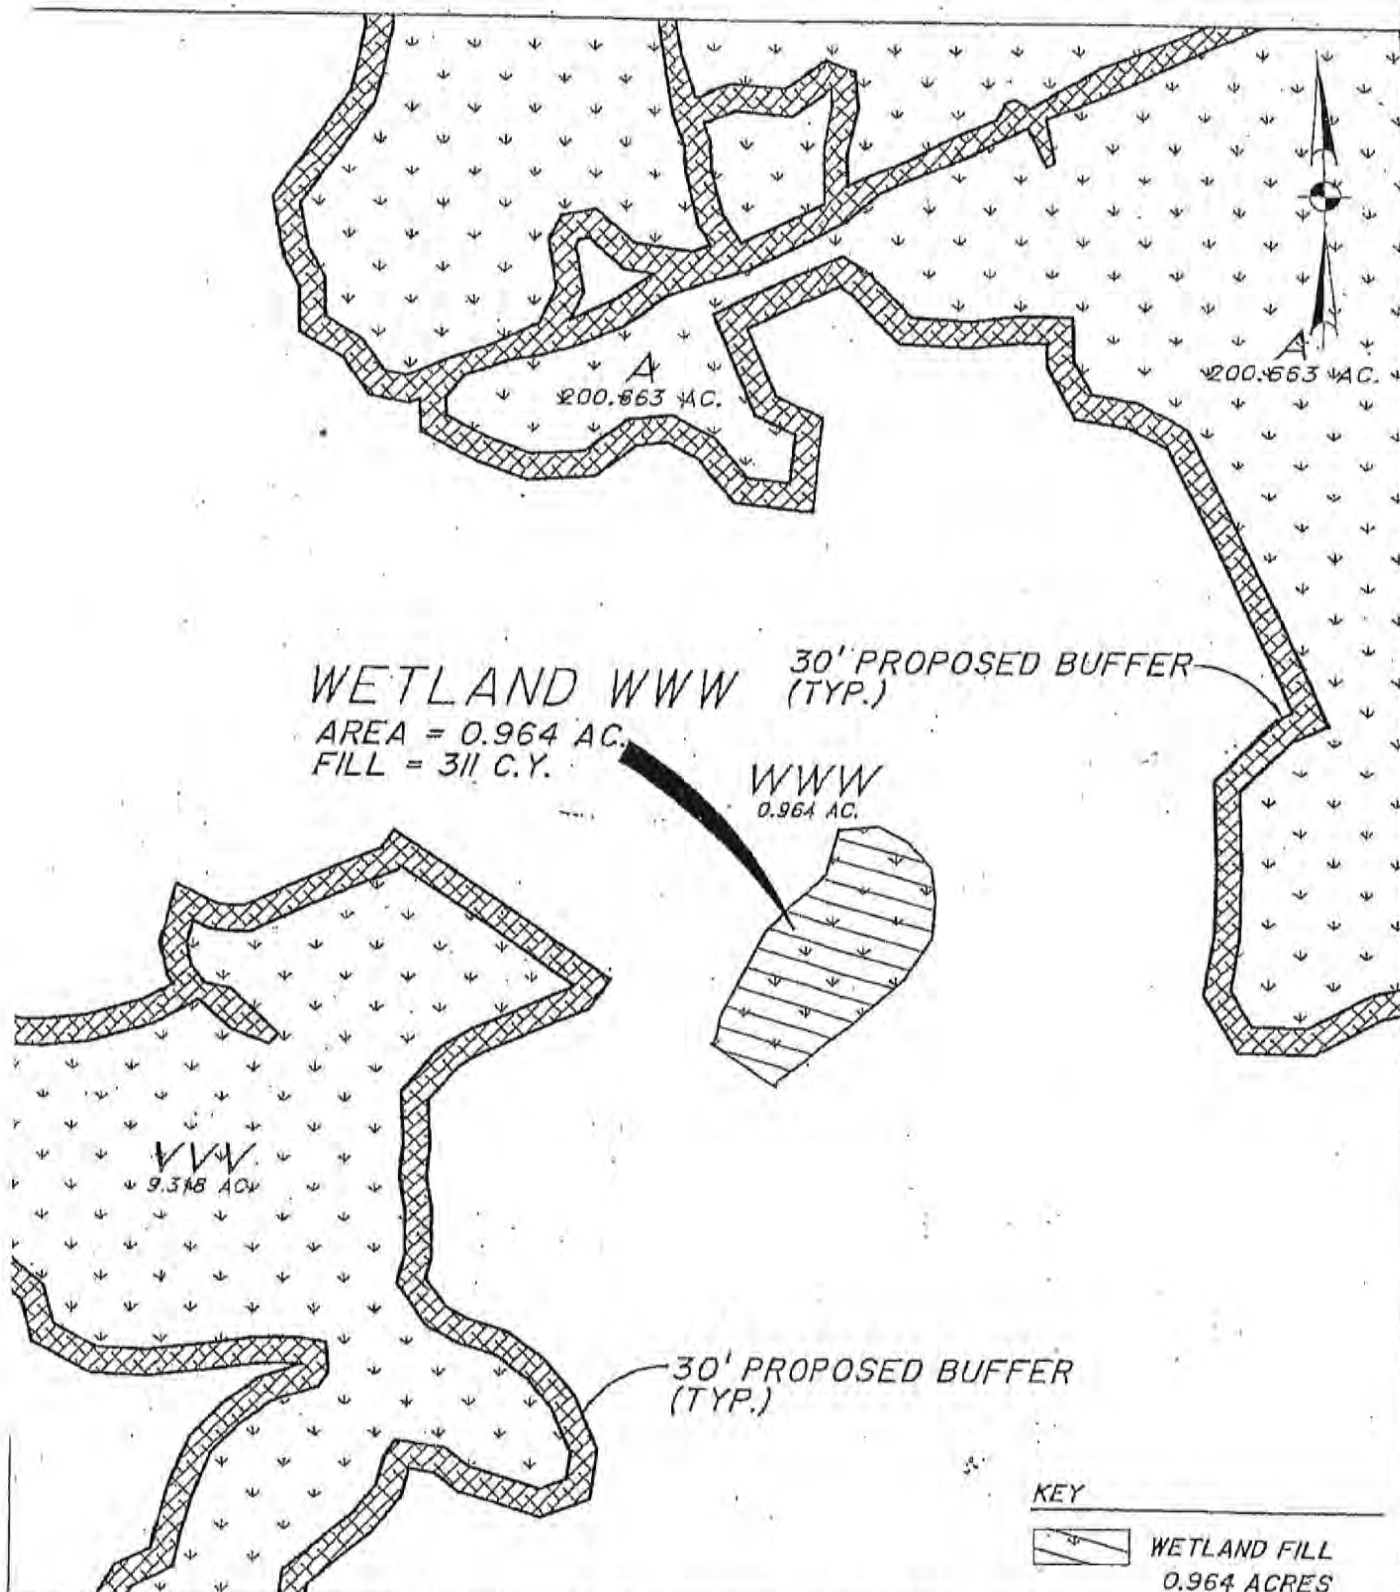 A
200.663 AC.
A
200.663 AC.
WETLAND WWW
AREA = 0.964 AC.
FILL = 311 C.Y.
30' PROPOSED BUFFER
(TYP.)
WWW
0.964 AC.
VVV
9.318 AC.
30' PROPOSED BUFFER
(TYP.)
KEY
WETLAND FILL
0.964 ACRES